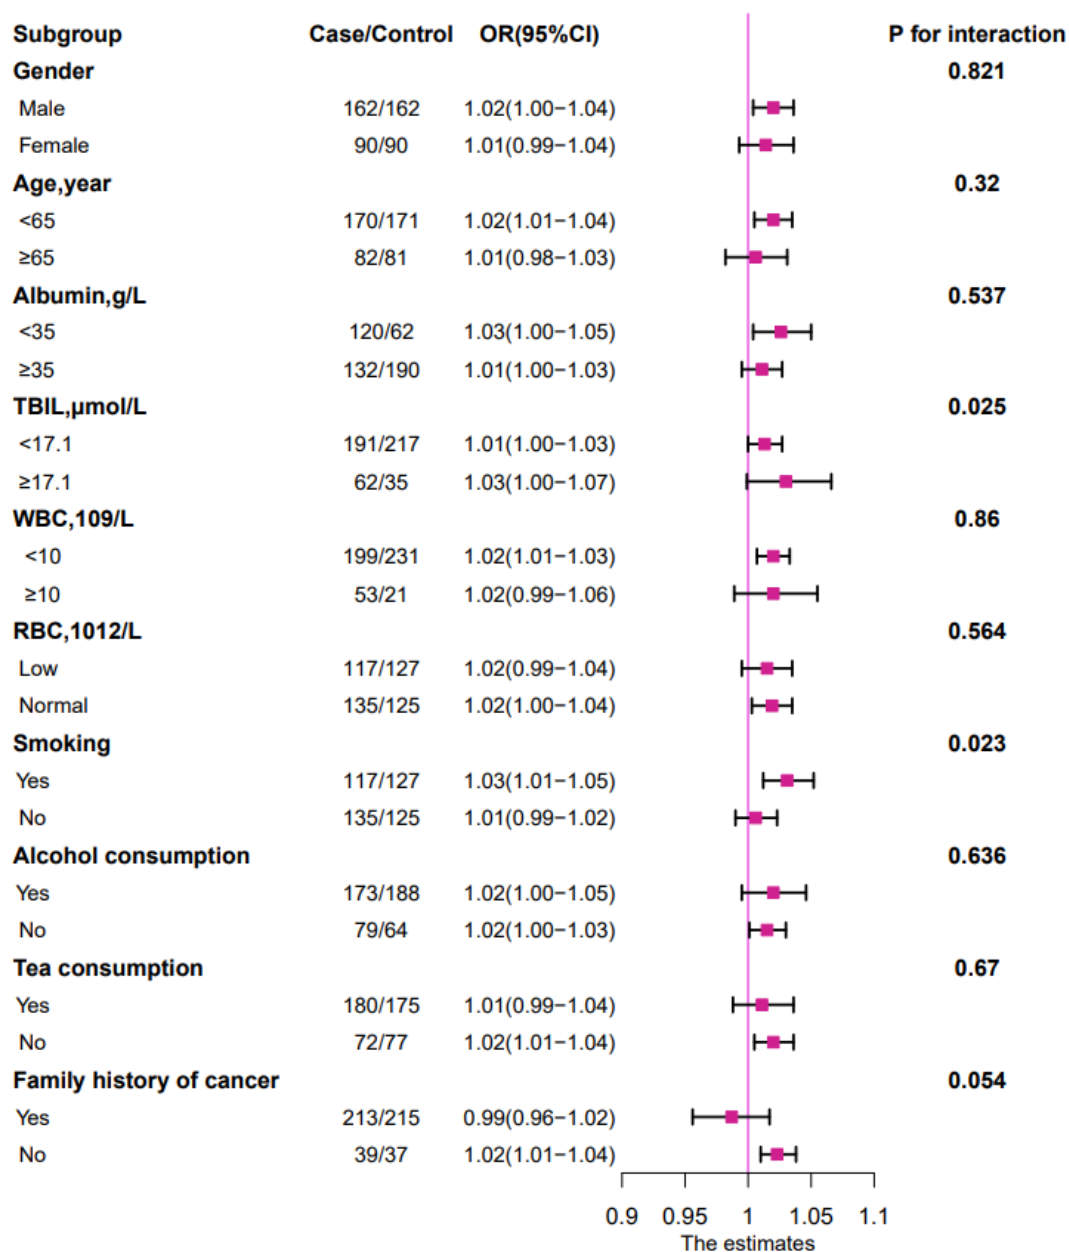 Subgroup Case/Control OR(95%CI) P for interaction
Gender 0.821
Male 162/162 1.02(1.00−1.04)
Female 90/90 1.01(0.99−1.04)
Age,year 0.32
<65 170/171 1.02(1.01−1.04)
≥65 82/81 1.01(0.98−1.03)
Albumin,g/L 0.537
<35 120/62 1.03(1.00−1.05)
≥35 132/190 1.01(1.00−1.03)
TBIL,μmol/L 0.025
<17.1 191/217 1.01(1.00−1.03)
≥17.1 62/35 1.03(1.00−1.07)
WBC,109/L 0.86
<10 199/231 1.02(1.01−1.03)
≥10 53/21 1.02(0.99−1.06)
RBC,1012/L 0.564
Low 117/127 1.02(0.99−1.04)
Normal 135/125 1.02(1.00−1.04)
Smoking 0.023
Yes 117/127 1.03(1.01−1.05)
No 135/125 1.01(0.99−1.02)
Alcohol consumption 0.636
Yes 173/188 1.02(1.00−1.05)
No 79/64 1.02(1.00−1.03)
Tea consumption 0.67
Yes 180/175 1.01(0.99−1.04)
No 72/77 1.02(1.01−1.04)
Family history of cancer 0.054
Yes 213/215 0.99(0.96−1.02)
No 39/37 1.02(1.01−1.04)
0.9 0.95 1 1.05 1.1
The estimates